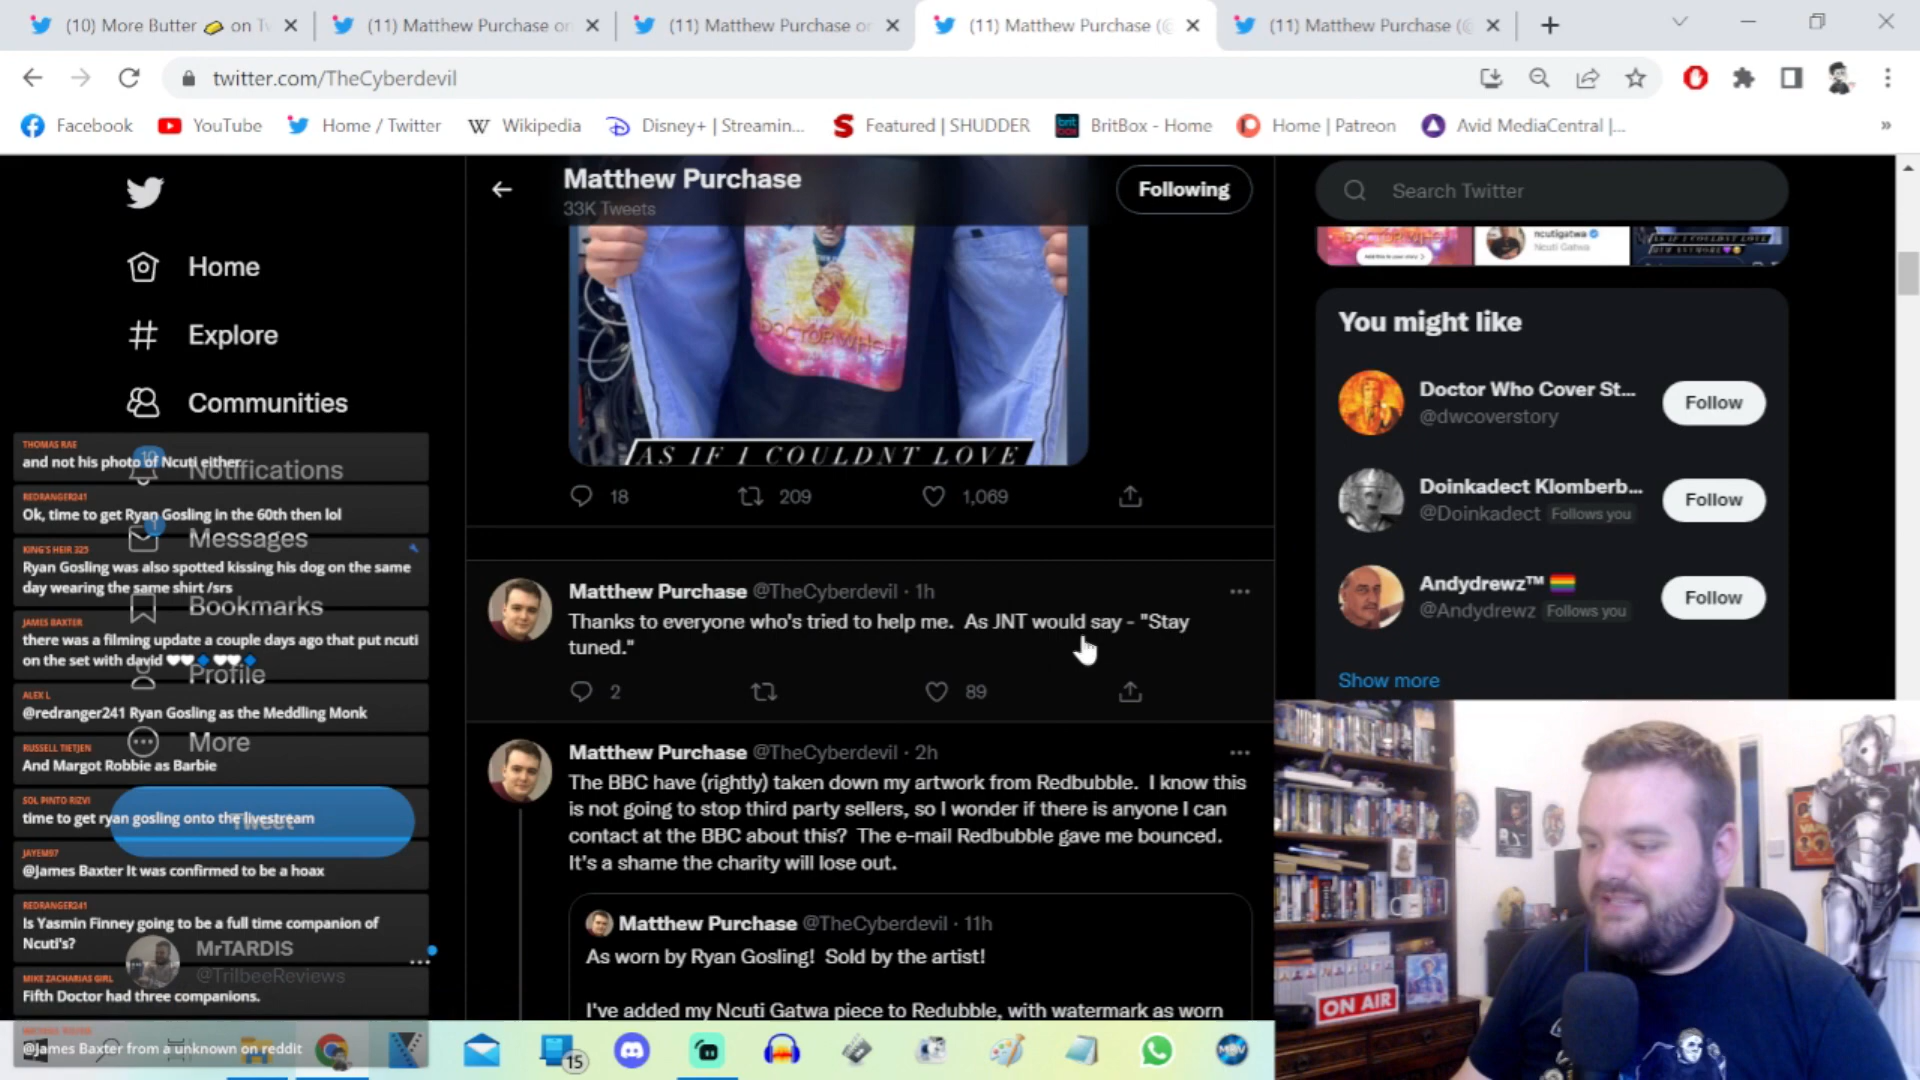 (10) More Butter 🧈 on Tw
(11) Matthew Purchase on
(11) Matthew Purchase on
(11) Matthew Purchase (@
(11) Matthew Purchase (@
twitter.com/TheCyberdevil
Facebook
YouTube
Home / Twitter
Wikipedia
Disney+ | Streamin...
Featured | SHUDDER
BritBox - Home
Home | Patreon
Avid MediaCentral |...
Home
Explore
Communities
Notifications
Messages
Bookmarks
Profile
More
Tweet
MrTARDIS
@TrilbeeReviews
THOMAS RAE
and not his photo of Ncuti either
REDRANGER241
Ok, time to get Ryan Gosling in the 60th then lol
KING'S HEIR 325
Ryan Gosling was also spotted kissing his dog on the same
day wearing the same shirt /srs
JAMES BAXTER
there was a filming update a couple days ago that put ncuti
on the set with david
ALEX L
@redranger241 Ryan Gosling as the Meddling Monk
RUSSELL TIETJEN
And Margot Robbie as Barbie
SOL PINTO RIZVI
time to get ryan gosling onto the livestream
JAYEM97
@James Baxter It was confirmed to be a hoax
REDRANGER241
Is Yasmin Finney going to be a full time companion of
Ncuti's?
MIKE ZACHARIAS GIRL
Fifth Doctor had three companions.
@James Baxter from a unknown on reddit
Matthew Purchase
33K Tweets
Following
DOCTOR WHO
AS IF I COULDNT LOVE
18
209
1,069
Matthew Purchase @TheCyberdevil · 1h
Thanks to everyone who's tried to help me. As JNT would say - "Stay
tuned."
2
89
Matthew Purchase @TheCyberdevil · 2h
The BBC have (rightly) taken down my artwork from Redbubble. I know this
is not going to stop third party sellers, so I wonder if there is anyone I can
contact at the BBC about this? The e-mail Redbubble gave me bounced.
It's a shame the charity will lose out.
Matthew Purchase @TheCyberdevil · 11h
As worn by Ryan Gosling! Sold by the artist!
I've added my Ncuti Gatwa piece to Redubble, with watermark as worn
Search Twitter
ncutigatwa
Ncuti Gatwa
You might like
Doctor Who Cover St...
@dwcoverstory
Follow
Doinkadect Klomberb...
@Doinkadect Follows you
Follow
Andydrewz™
@Andydrewz Follows you
Follow
Show more
ON AIR
15